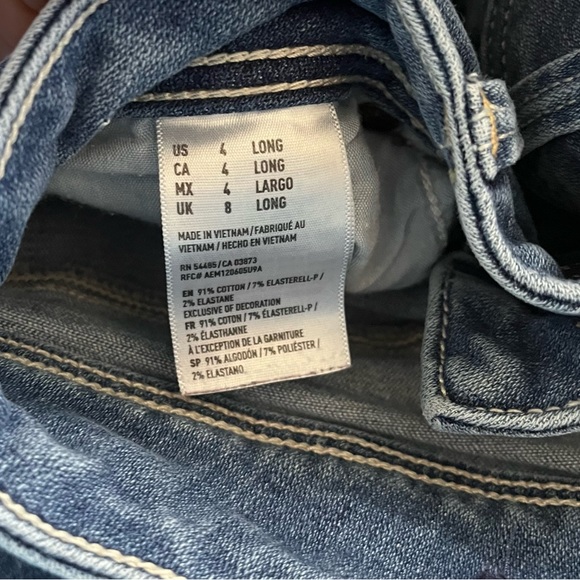 US 4 LONG
CA 4 LONG
MX 4 LARGO
UK 8 LONG
MADE IN VIETNAM / FABRIQUÉ AU
VIETNAM / HECHO EN VIETNAM
RN 54485 / CA 03873
RFC# AEM120605U9A
EN 91% COTTON / 7% ELASTERELL-P /
2% ELASTANE
EXCLUSIVE OF DECORATION
FR 91% COTON / 7% ÉLASTERELL-P /
2% ÉLASTHANNE
À L'EXCEPTION DE LA GARNITURE
SP 91% ALGODÓN / 7% POLIÉSTER /
2% ELASTANO